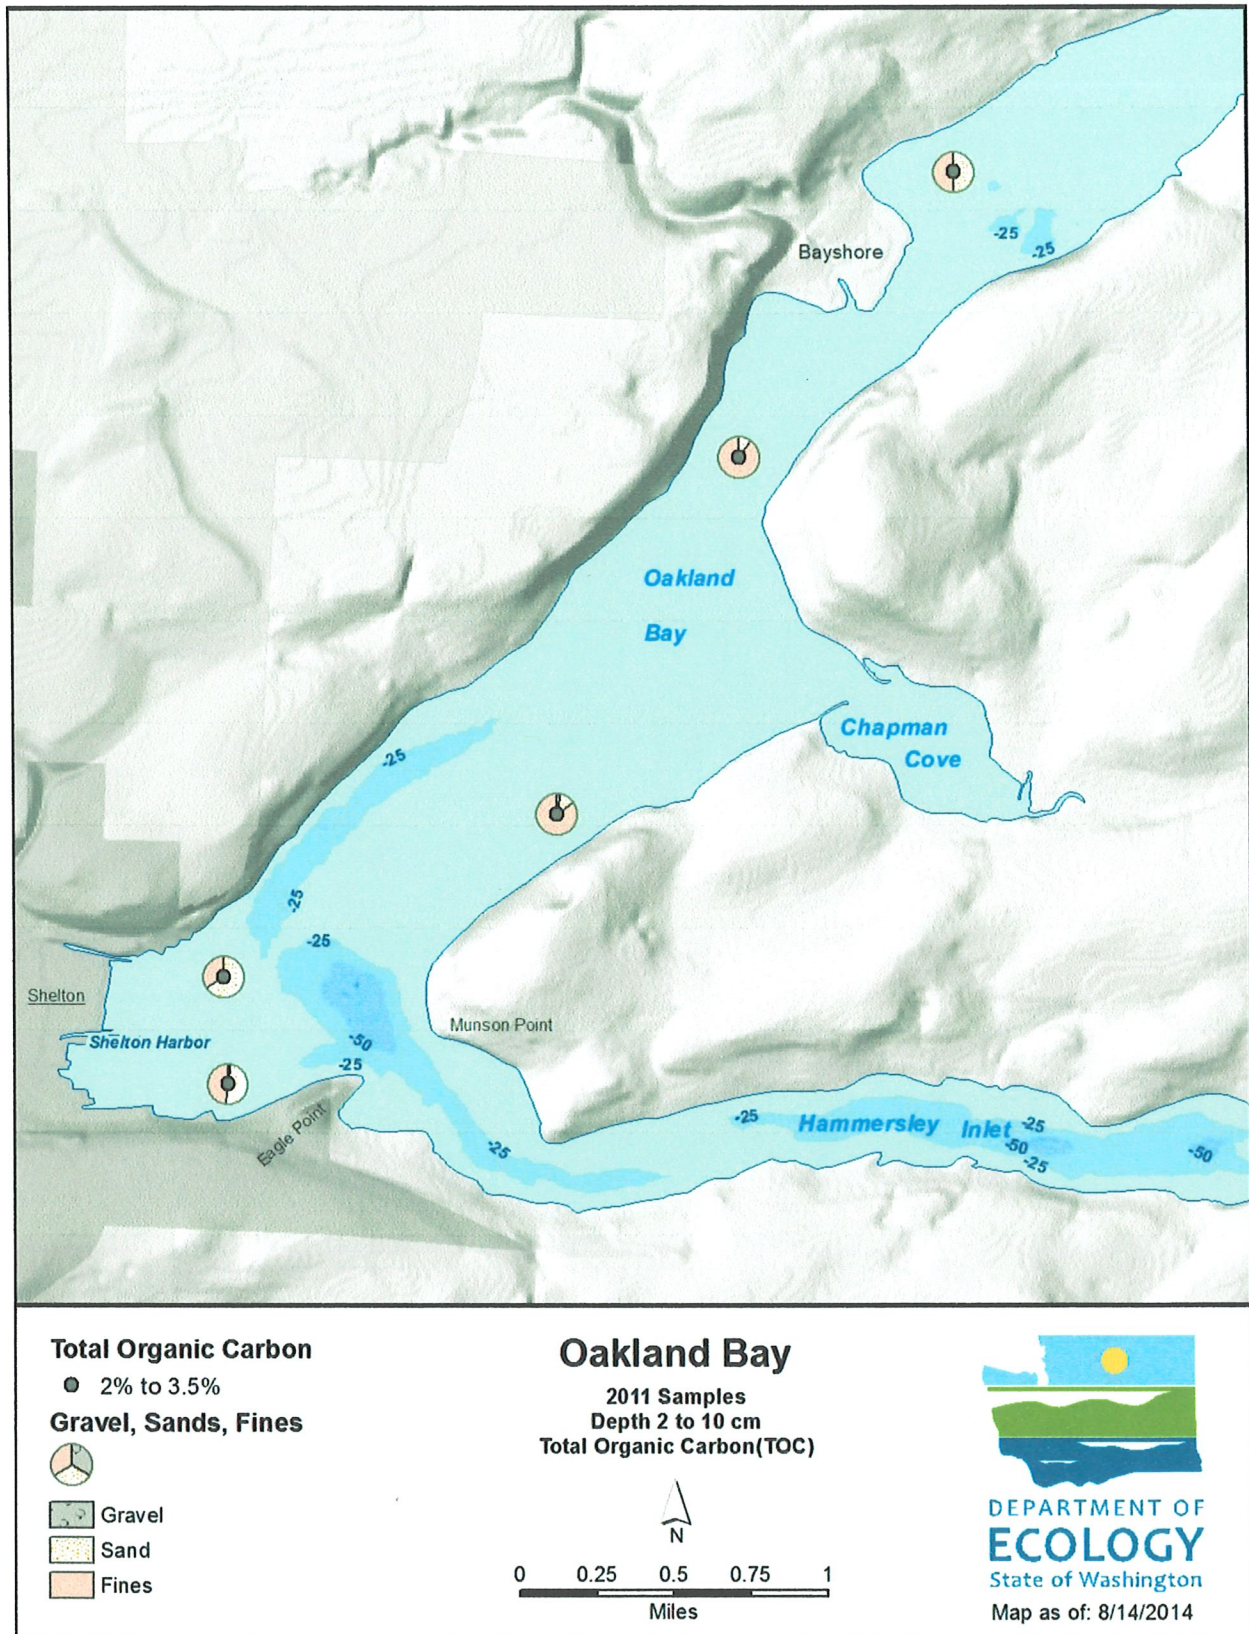 Bayshore
-25
-25
Oakland
Bay
Chapman
Cove
-25
-25
-25
Shelton
Munson Point
Shelton Harbor
-50
-25
Eagle Point
-25
-25
Hammersley Inlet
-25
-50
-25
-50
Total Organic Carbon
2% to 3.5%
Gravel, Sands, Fines
Gravel
Sand
Fines
Oakland Bay
2011 Samples
Depth 2 to 10 cm
Total Organic Carbon(TOC)
N
0 0.25 0.5 0.75 1
Miles
DEPARTMENT OF
ECOLOGY
State of Washington
Map as of: 8/14/2014